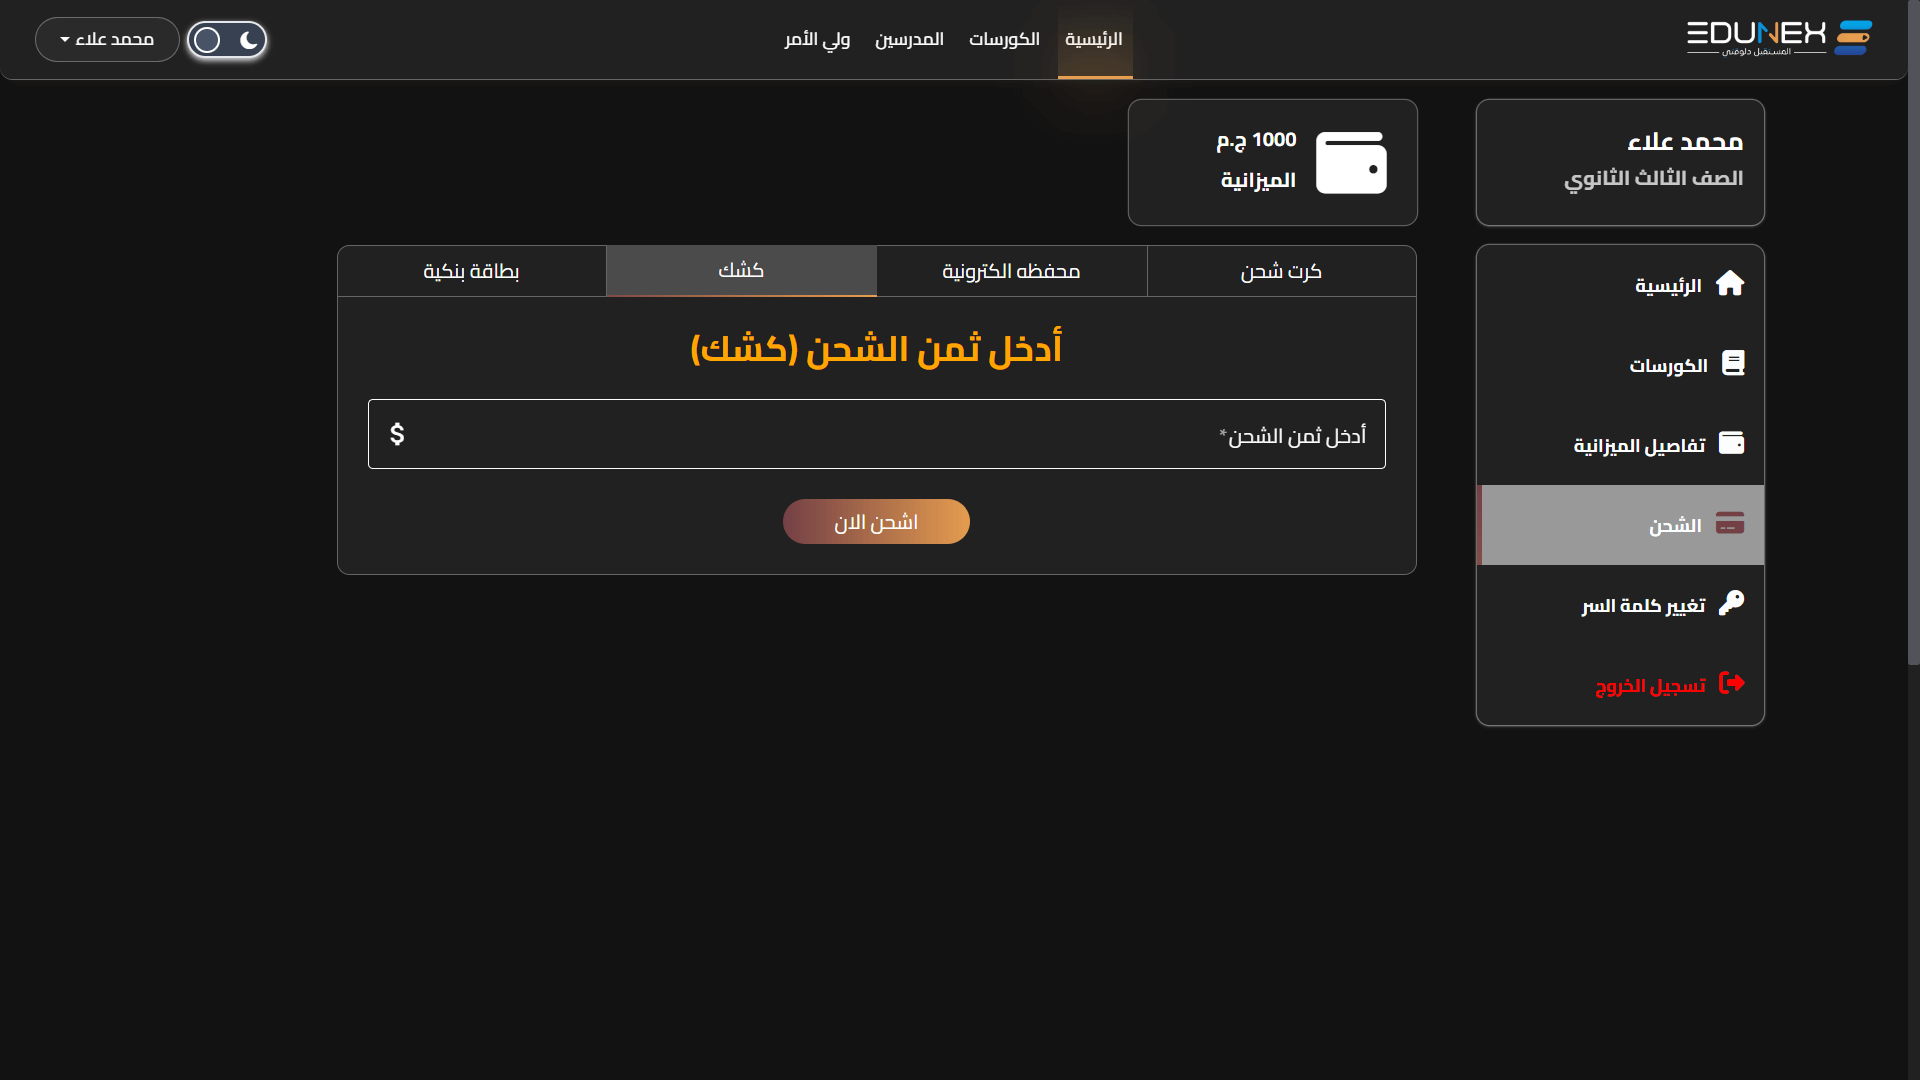 EDUNEX
المستقبل دلوقتي
الرئيسية
الكورسات
المدرسين
ولي الأمر
محمد علاء
محمد علاء
الصف الثالث الثانوي
1000 ج.م
الميزانية
الرئيسية
الكورسات
تفاصيل الميزانية
الشحن
تغيير كلمة السر
تسجيل الخروج
كرت شحن
محفظه الكترونية
كشك
بطاقة بنكية
أدخل ثمن الشحن (كشك)
أدخل ثمن الشحن*
$
اشحن الان